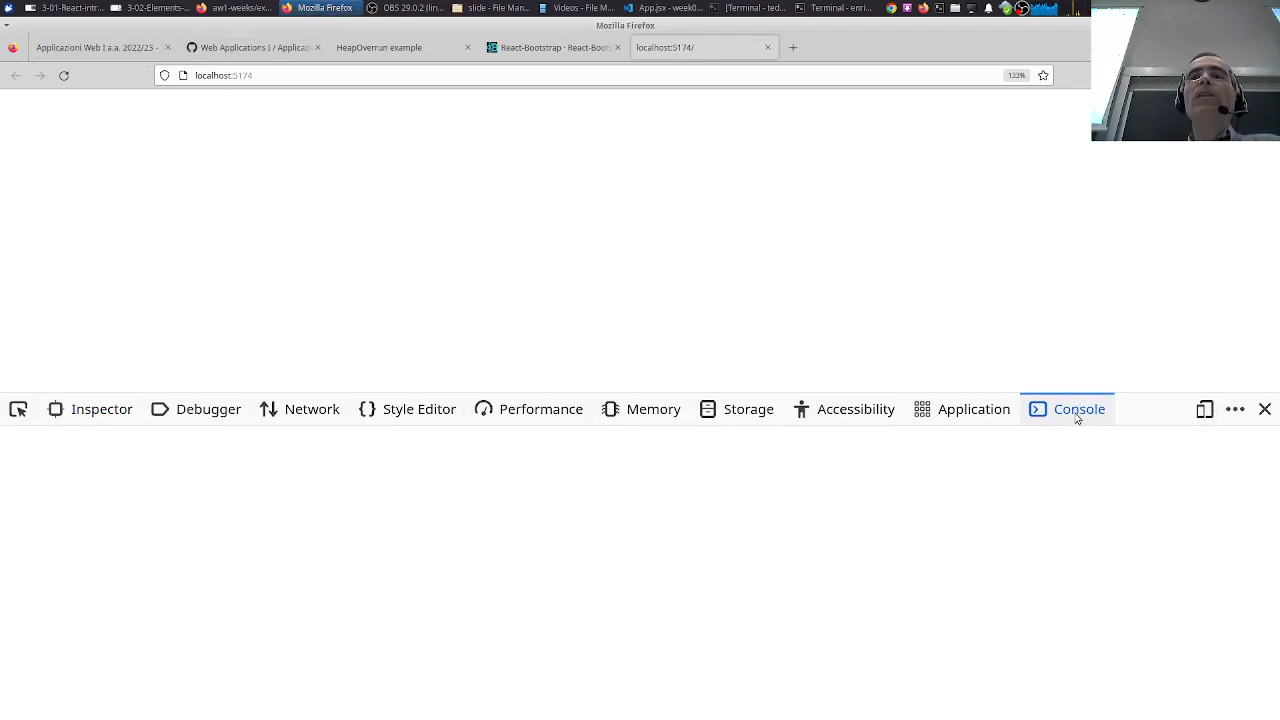 3-01-React-intr... 3-02-Elements-... aw1-weeks/ex... Mozilla Firefox OBS 29.0.2 (lin... slide - File Man... Videos - File M... App.jsx - week0... [Terminal - ted... Terminal - enri...
Mozilla Firefox
Applicazioni Web I a.a. 2022/23 – Web Applications I / Applicaz HeapOverrun example React-Bootstrap · React-Boots localhost:5174/
localhost:5174 133%
Inspector Debugger Network Style Editor Performance Memory Storage Accessibility Application Console